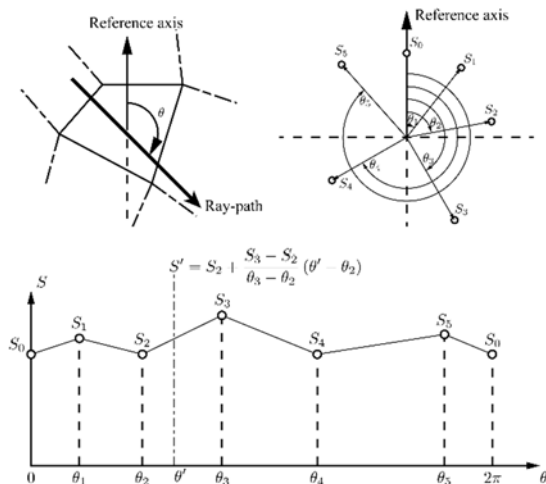 Reference axis
θ
Ray-path
Reference axis
S₀
S₅
S₁
S₂
θ₁
θ₂
θ₅
θ₃
θ₄
S₄
S₃
S′ = S₂ + (S₃ − S₂)/(θ₃ − θ₂) (θ′ − θ₂)
S
S₀
S₁
S₂
S₃
S₄
S₅
S₀
0
θ₁
θ₂
θ′
θ₃
θ₄
θ₅
2π
θ